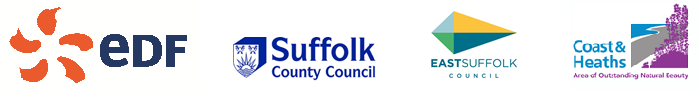 eDF
Suffolk
County Council
EASTSUFFOLK
COUNCIL
Coast &
Heaths
Area of Outstanding Natural Beauty